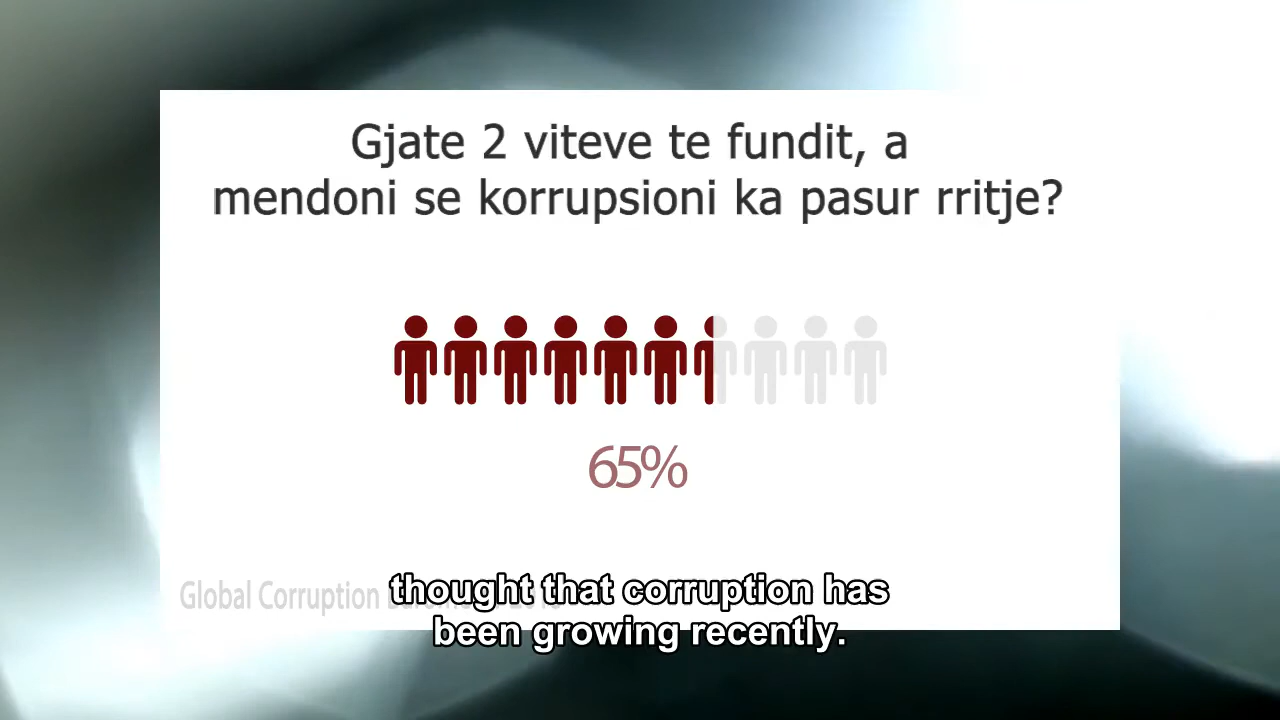 Gjate 2 viteve te fundit, a
mendoni se korrupsioni ka pasur rritje?
65%
Global Corruption
thought that corruption has
been growing recently.